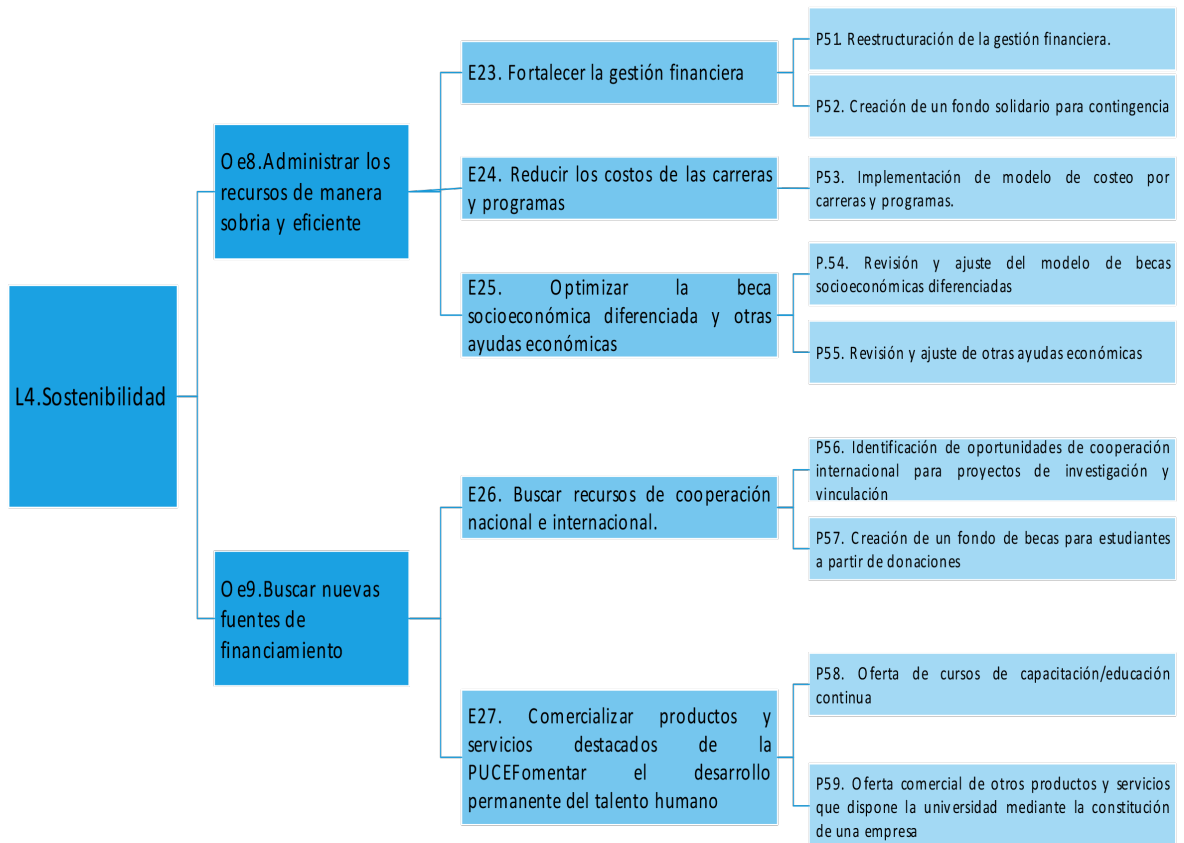 L4.Sostenibilidad
Oe8.Administrar los
recursos de manera
sobria y eficiente
E23. Fortalecer la gestión financiera
P51. Reestructuración de la gestión financiera.
P52. Creación de un fondo solidario para contingencia
E24. Reducir los costos de las carreras
y programas
P53. Implementación de modelo de costeo por
carreras y programas.
E25. Optimizar la beca
socioeconómica diferenciada y otras
ayudas económicas
P.54. Revisión y ajuste del modelo de becas
socioeconómicas diferenciadas
P55. Revisión y ajuste de otras ayudas económicas
Oe9.Buscar nuevas
fuentes de
financiamiento
E26. Buscar recursos de cooperación
nacional e internacional.
P56. Identificación de oportunidades de cooperación
internacional para proyectos de investigación y
vinculación
P57. Creación de un fondo de becas para estudiantes
a partir de donaciones
E27. Comercializar productos y
servicios destacados de la
PUCEFomentar el desarrollo
permanente del talento humano
P58. Oferta de cursos de capacitación/educación
continua
P59. Oferta comercial de otros productos y servicios
que dispone la universidad mediante la constitución
de una empresa